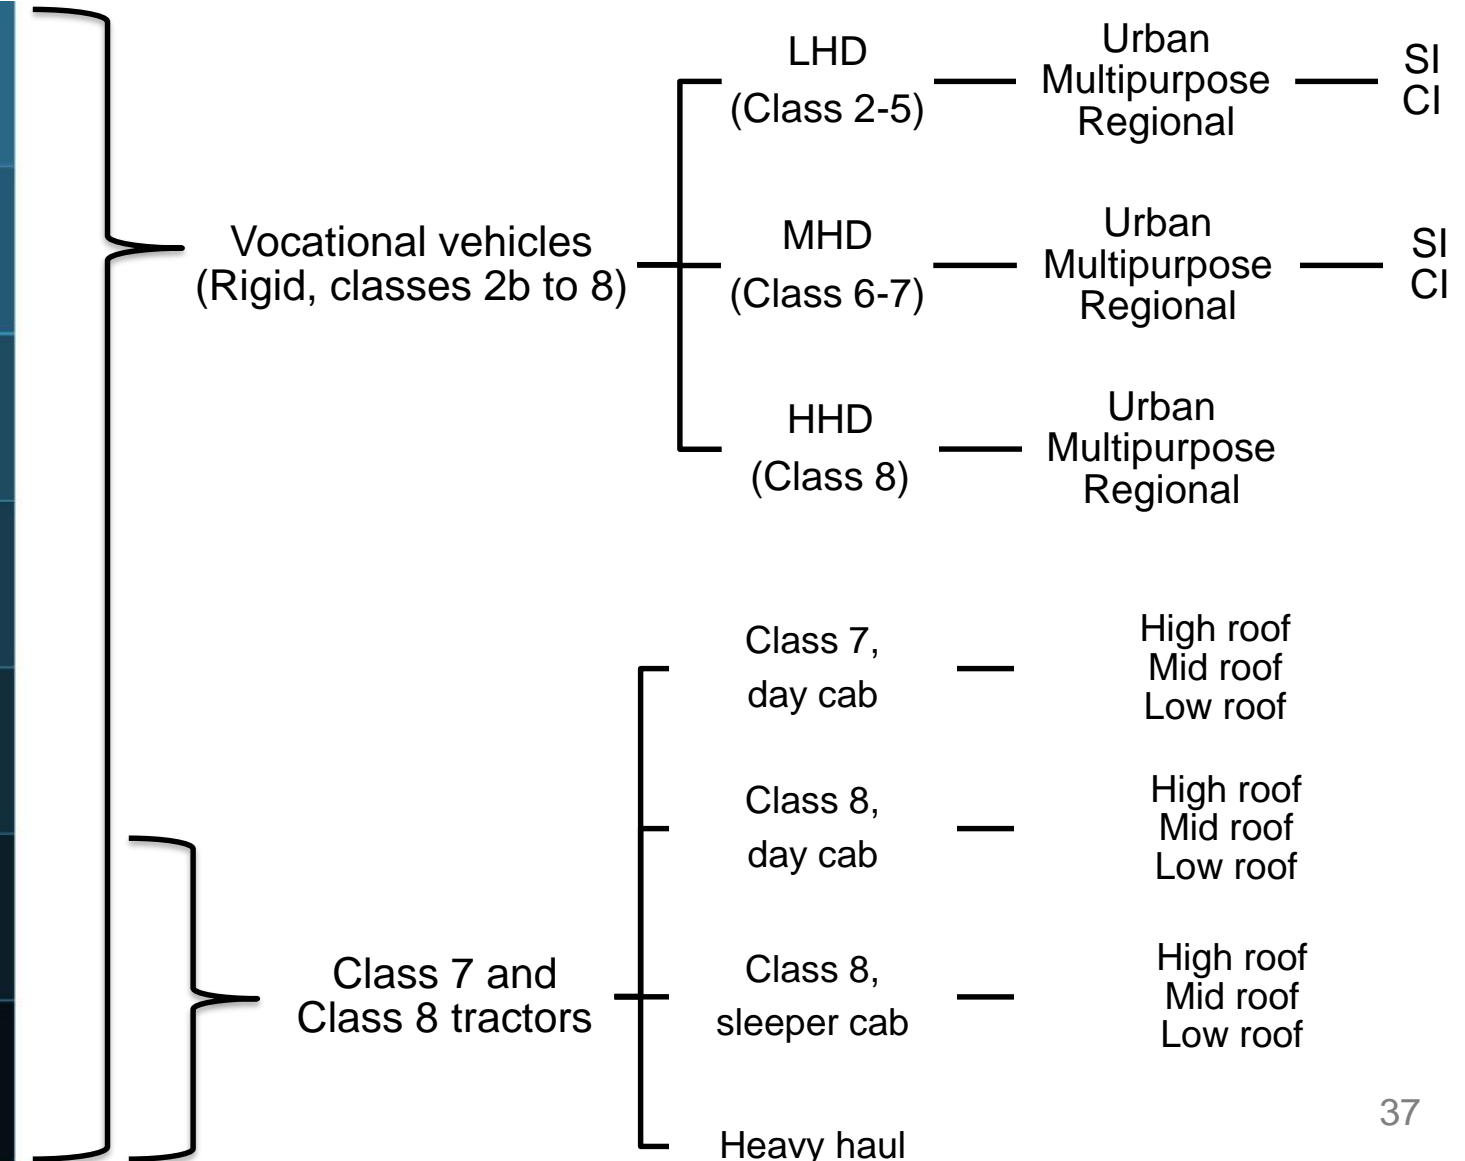 Vocational vehicles
(Rigid, classes 2b to 8)
LHD
(Class 2-5)
Urban
Multipurpose
Regional
SI
CI
MHD
(Class 6-7)
Urban
Multipurpose
Regional
SI
CI
HHD
(Class 8)
Urban
Multipurpose
Regional
Class 7 and
Class 8 tractors
Class 7,
day cab
High roof
Mid roof
Low roof
Class 8,
day cab
High roof
Mid roof
Low roof
Class 8,
sleeper cab
High roof
Mid roof
Low roof
Heavy haul
37